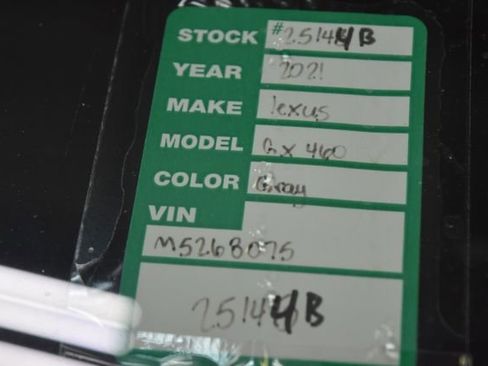 STOCK #25144B
YEAR 2021
MAKE lexus
MODEL Gx 460
COLOR Gray
VIN
M5268075
25144B